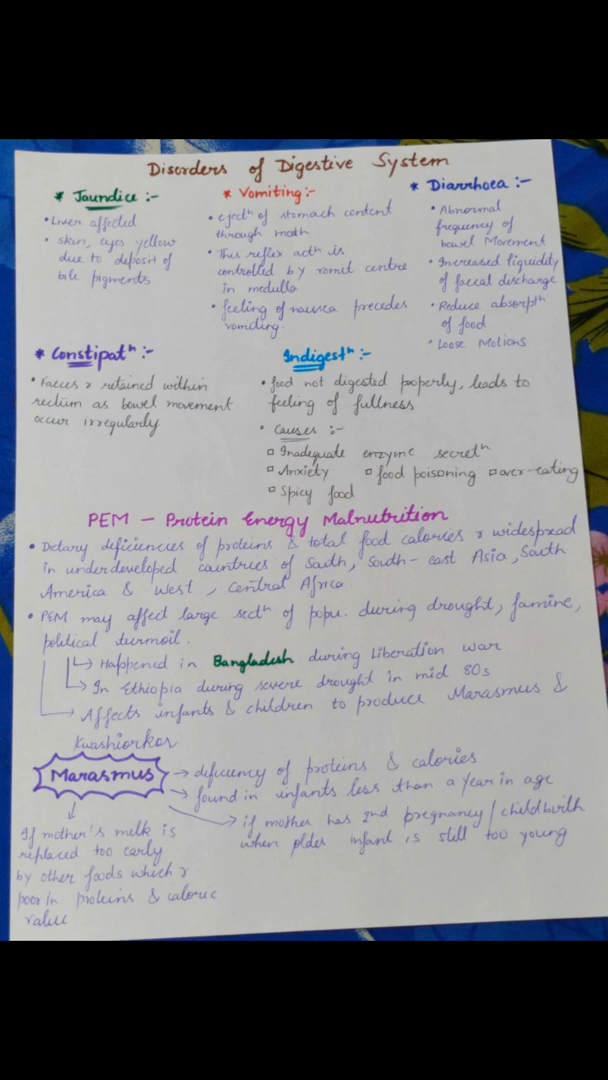 Disorders of Digestive System
* Jaundice :-
• Liver affected
• skin, eyes yellow
due to deposit of
bile pigments
* Vomiting :-
• ejectn of stomach content
through moth
• This reflex actn is
controlled by vomit centre
in medulla
• feeling of nausea precedes
vomiting.
* Diarrhoea :-
• Abnormal
frequency of
bowel Movement
• Increased liquidity
of faecal discharge
• Reduce absorptn
of food
• Loose Motions
* Constipatn :-
• Faeces r retained within
rectum as bowel movement
occur irregularly
Indigestn :-
• food not digested properly, leads to
feeling of fullness
• Causes :-
▫ Inadequate enzyme secretn
▫ Anxiety ▫ food poisoning ▫ over-eating
▫ Spicy food
PEM – Protein Energy Malnutrition
• Dietary deficiencies of proteins & total food calories r widespread
in underdeveloped countries of South, South-east Asia, South
America & West, Central Africa
• PEM may affect large sectn of popu. during drought, famine,
political turmoil.
↳ Happened in Bangladesh during Liberation war
↳ In Ethiopia during severe drought in mid 80s
→ Affects infants & children to produce Marasmus &
Kwashiorkor
Marasmus → deficiency of proteins & calories
→ found in infants less than a year in age
→ if mother has 2nd pregnancy / childbirth
when older infant is still too young
↓
If mother's milk is
replaced too early
by other foods which r
poor in proteins & caloric
value